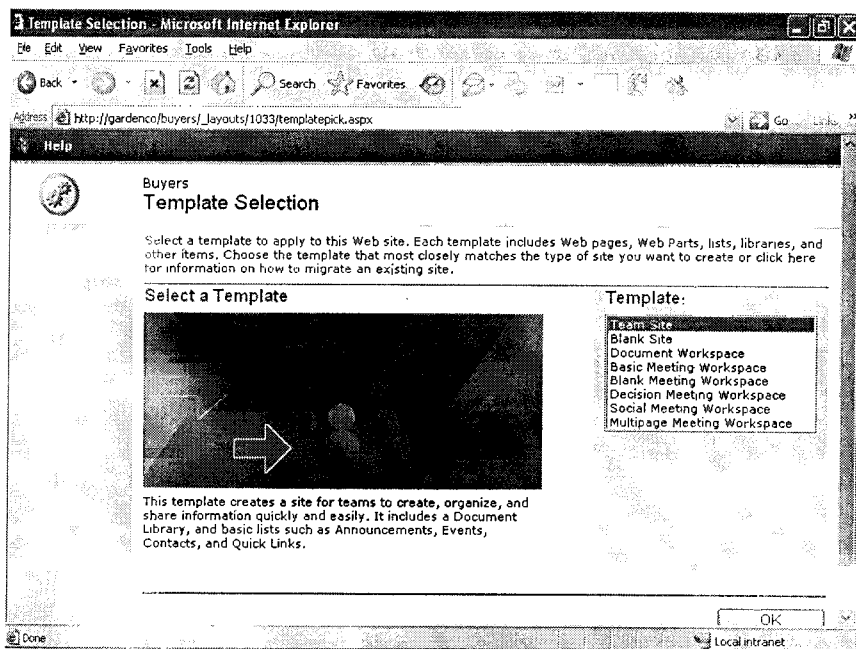 Template Selection - Microsoft Internet Explorer
File Edit View Favorites Tools Help
Back Search Favorites
Address http://gardenco/buyers/_layouts/1033/templatepick.aspx Go Links »
Help
Buyers
Template Selection
Select a template to apply to this Web site. Each template includes Web pages, Web Parts, lists, libraries, and
other items. Choose the template that most closely matches the type of site you want to create or click here
for information on how to migrate an existing site.
Select a Template
Template:
Team Site
Blank Site
Document Workspace
Basic Meeting Workspace
Blank Meeting Workspace
Decision Meeting Workspace
Social Meeting Workspace
Multipage Meeting Workspace
This template creates a site for teams to create, organize, and
share information quickly and easily. It includes a Document
Library, and basic lists such as Announcements, Events,
Contacts, and Quick Links.
OK
Done Local intranet